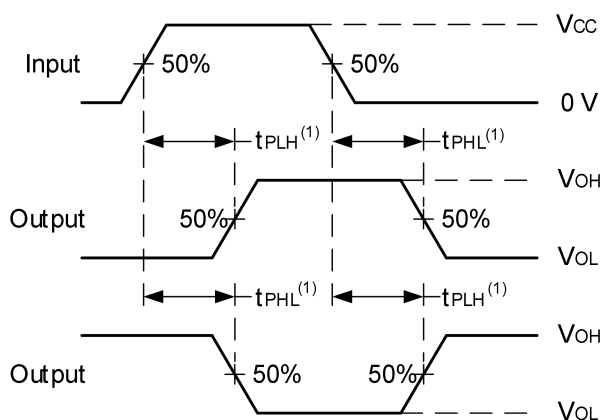 VCC
Input
50%
50%
0 V
tPLH(1)
tPHL(1)
VOH
Output
50%
50%
VOL
tPHL(1)
tPLH(1)
VOH
Output
50%
50%
VOL